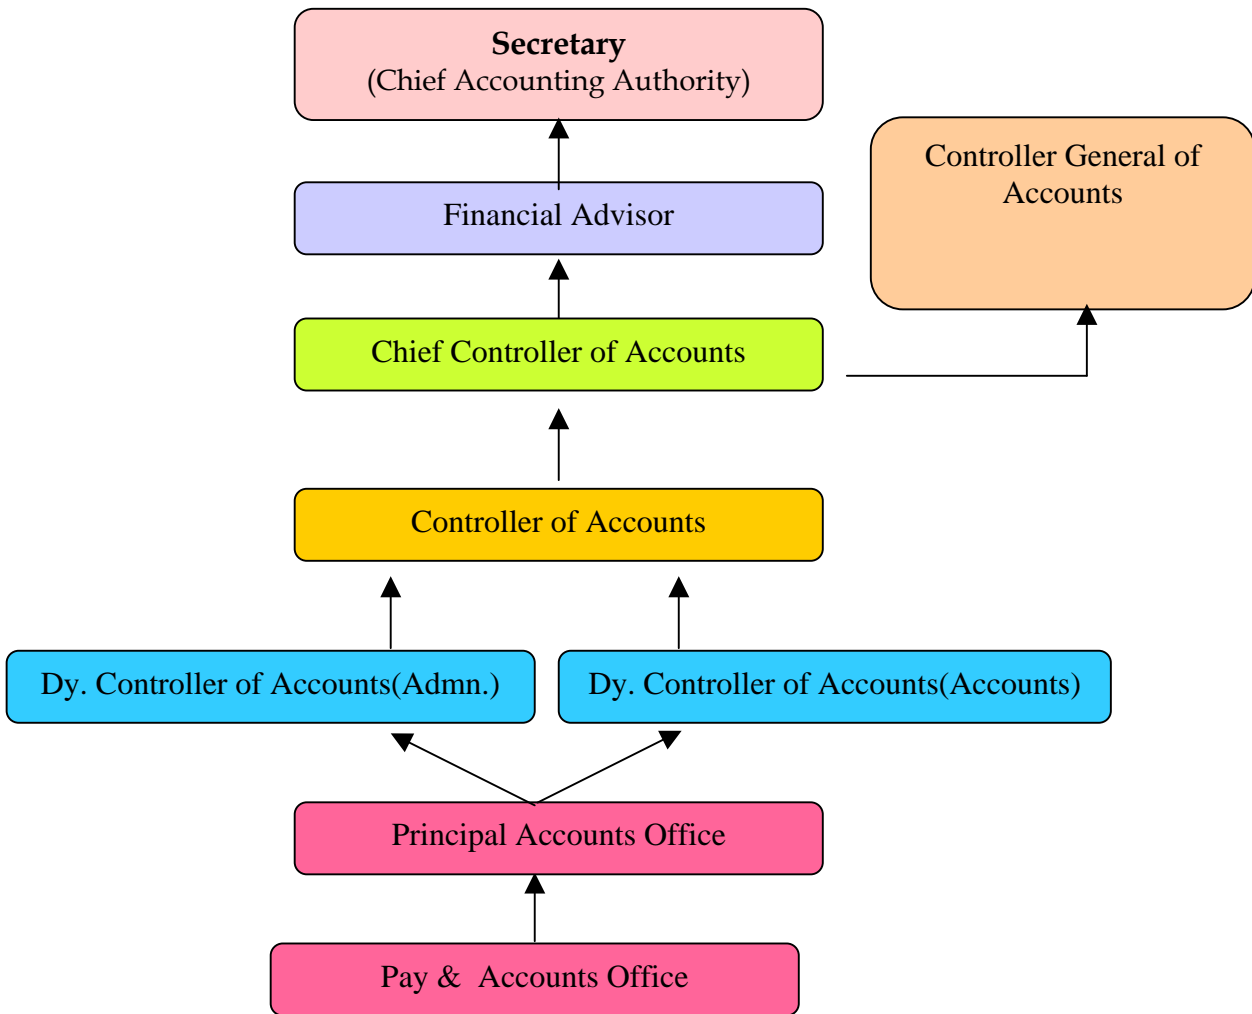 Secretary
(Chief Accounting Authority)
Controller General of
Accounts
Financial Advisor
Chief Controller of Accounts
Controller of Accounts
Dy. Controller of Accounts(Admn.)
Dy. Controller of Accounts(Accounts)
Principal Accounts Office
Pay &  Accounts Office